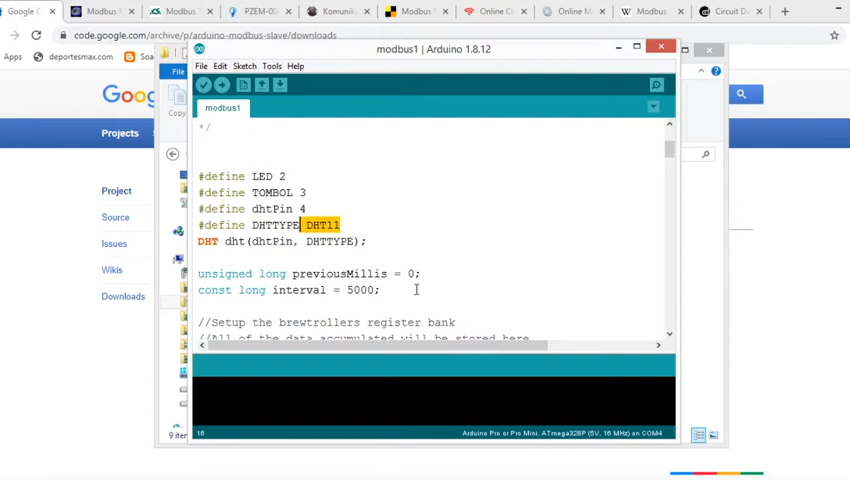 Google C
Modbus
Modbus
PZEM-00
Komunik
Modbus
Online Cl
Online M
Modbus
Circuit D
code.google.com/archive/p/arduino-modbus-slave/downloads
deportesmax.com
Soa
modbus1 | Arduino 1.8.12
File
File Edit Sketch Tools Help
Copy
modbus1
Goog
Projects
Project
Source
Issues
Wikis
Downloads
*/
#define LED 2
#define TOMBOL 3
#define dhtPin 4
#define DHTTYPE DHT11
DHT dht(dhtPin, DHTTYPE);
unsigned long previousMillis = 0;
const long interval = 5000;
//Setup the brewtrollers register bank
//All of the data accumulated will be stored here
16
Arduino Pro or Pro Mini, ATmega328P (5V, 16 MHz) on COM4
9 iter